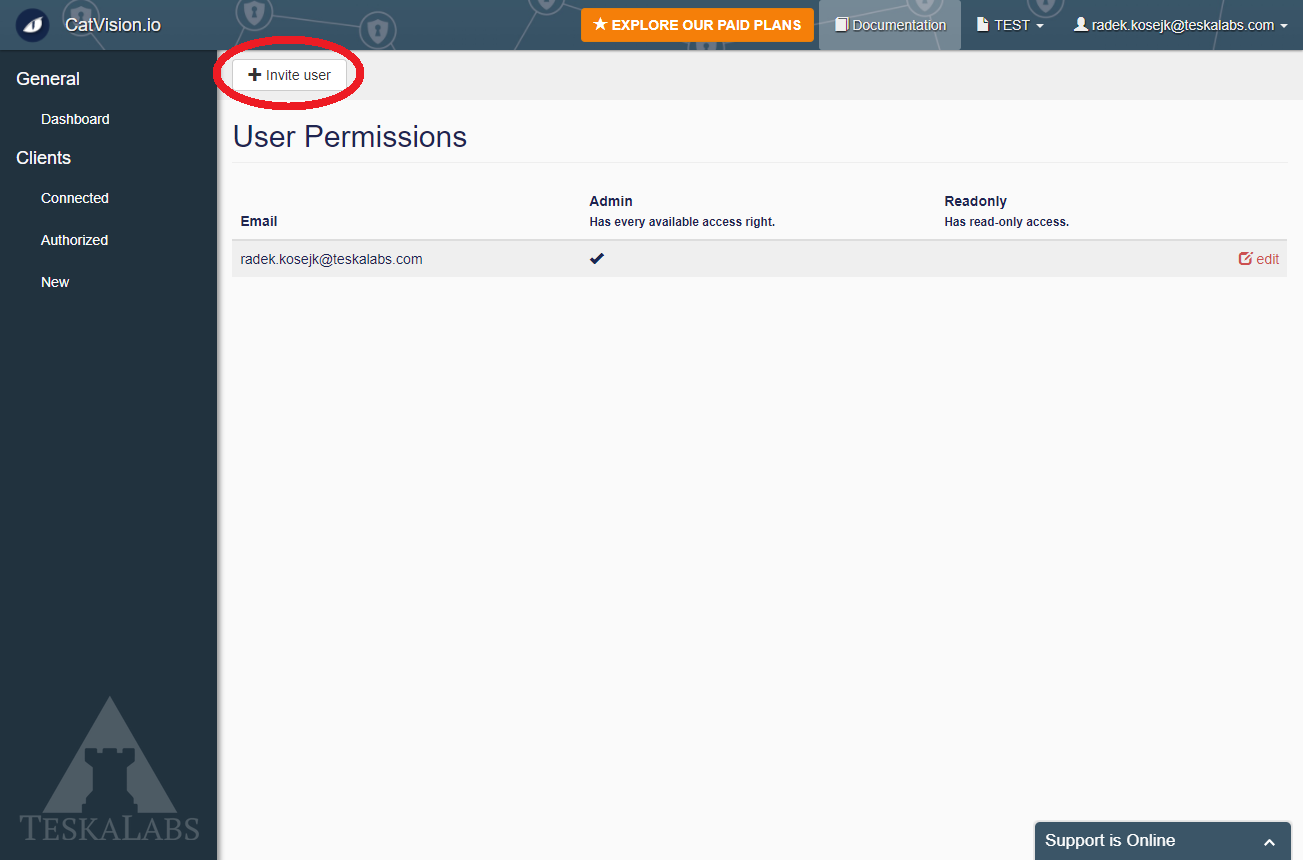 CatVision.io
EXPLORE OUR PAID PLANS
Documentation
TEST
radek.kosejk@teskalabs.com
General
Dashboard
Clients
Connected
Authorized
New
TESKALABS
Invite user
User Permissions
Email
Admin
Has every available access right.
Readonly
Has read-only access.
radek.kosejk@teskalabs.com
edit
Support is Online